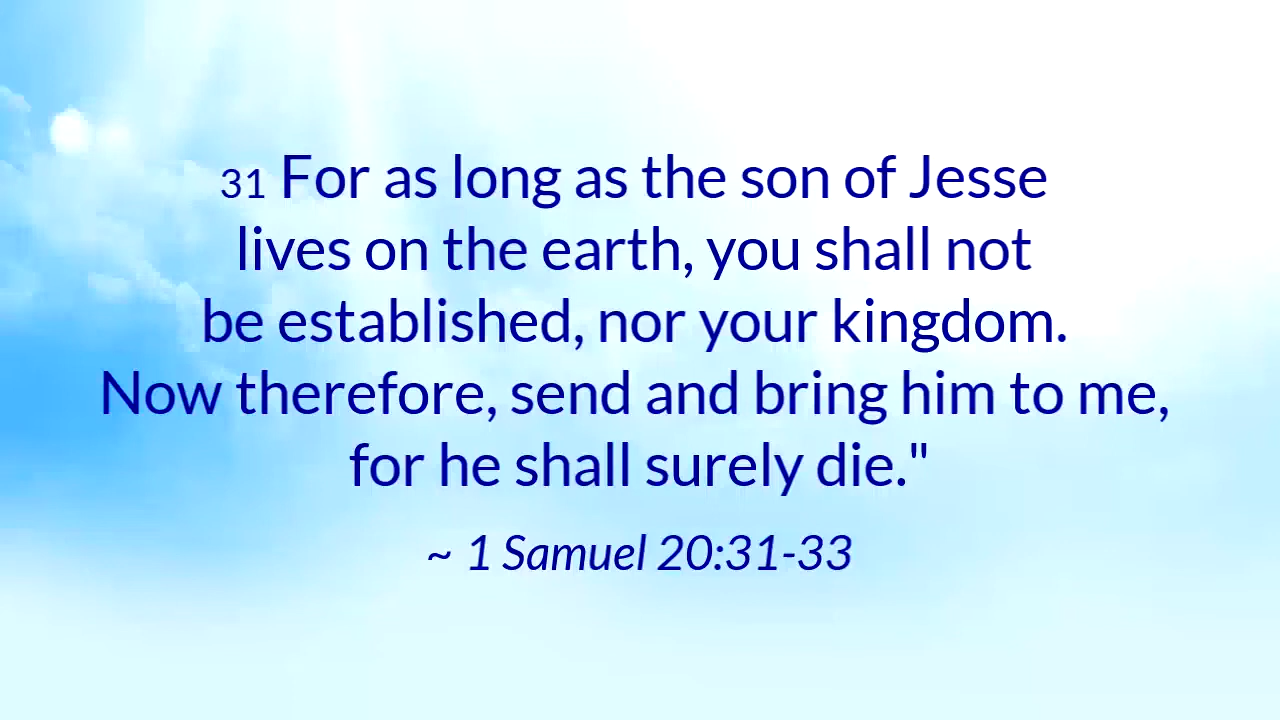 31 For as long as the son of Jesse
lives on the earth, you shall not
be established, nor your kingdom.
Now therefore, send and bring him to me,
for he shall surely die."
~ 1 Samuel 20:31-33